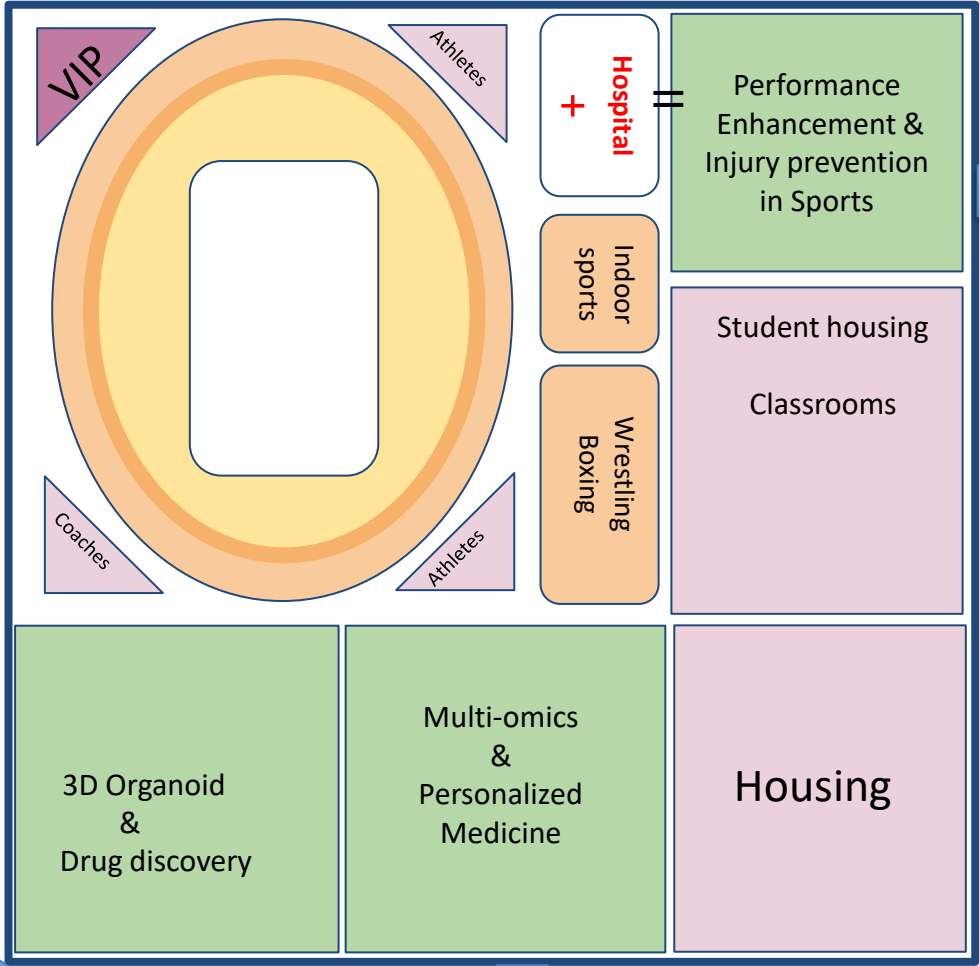 VIP
Athletes
Hospital
+
=
Performance
Enhancement &
Injury prevention
in Sports
Indoor
sports
Student housing
Classrooms
Wrestling
Boxing
Coaches
Athletes
3D Organoid
&
Drug discovery
Multi-omics
&
Personalized
Medicine
Housing